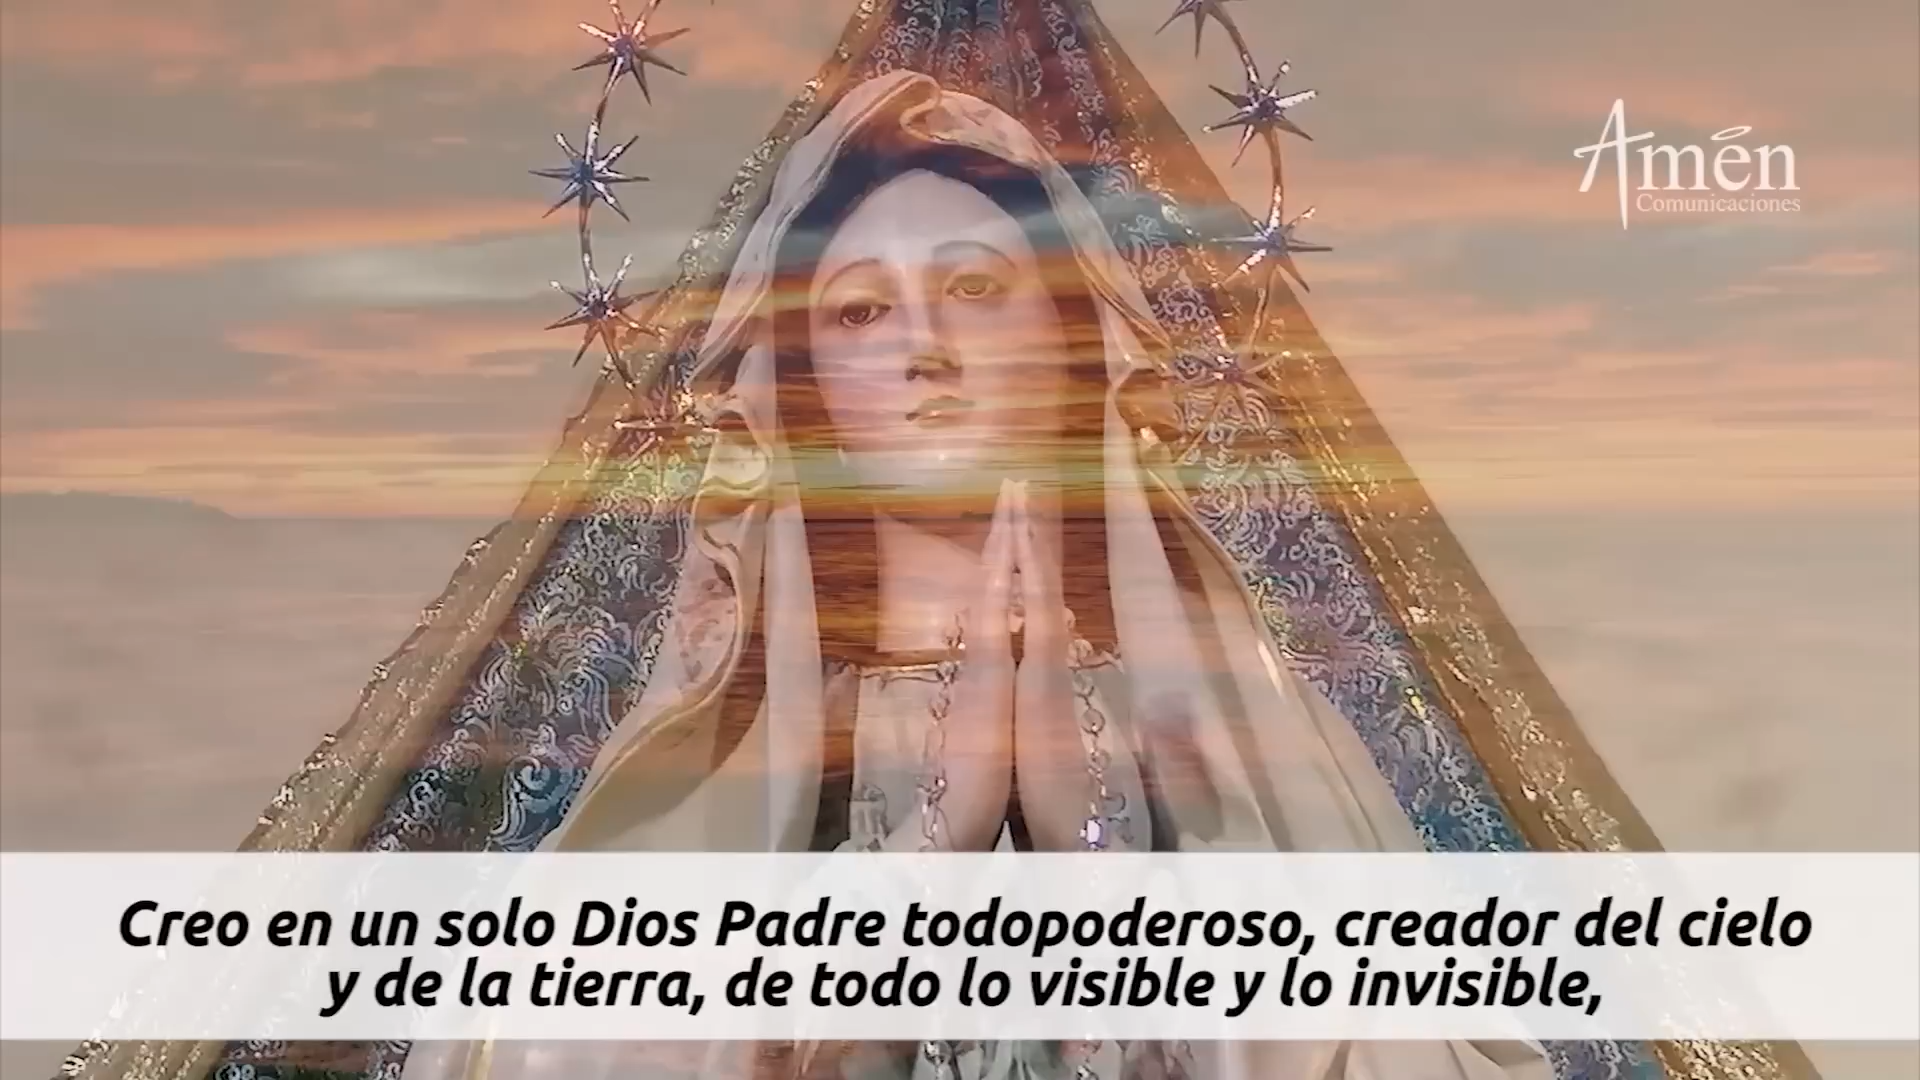 Amén
Comunicaciones
Creo en un solo Dios Padre todopoderoso, creador del cielo
y de la tierra, de todo lo visible y lo invisible,